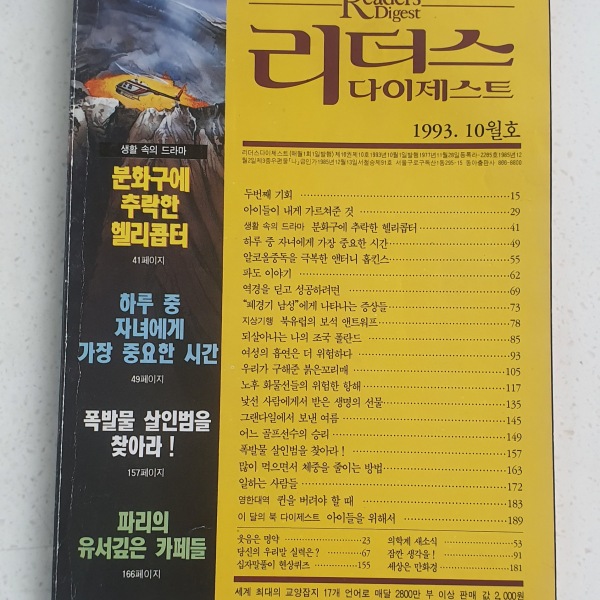 Reader's
Digest
리더스
다이제스트
1993. 10월호
생활 속의 드라마
분화구에
추락한
헬리콥터
41페이지
하루 중
자녀에게
가장 중요한 시간
49페이지
폭발물 살인범을
찾아라 !
157페이지
파리의
유서깊은 카페들
166페이지
두번째 기회 15
아이들이 내게 가르쳐준 것 29
생활 속의 드라마 분화구에 추락한 헬리콥터 41
하루 중 자녀에게 가장 중요한 시간 49
알코올중독을 극복한 앤터니 홉킨스 55
파도 이야기 62
역경을 딛고 성공하려면 69
“폐경기 남성”에게 나타나는 증상들 73
지상기행 북유럽의 보석 앤트워프 78
되살아나는 나의 조국 폴란드 85
여성의 흡연은 더 위험하다 93
우리가 구해준 붉은꼬리매 105
노후 화물선들의 위험한 항해 117
낯선 사람에게서 받은 생명의 선물 135
그랜다일에서 보낸 여름 145
어느 골프선수의 승리 149
폭발물 살인범을 찾아라 ! 157
많이 먹으면서 체중을 줄이는 방법 163
일하는 사람들 172
영한대역 퀸을 버려야 할 때 183
이 달의 북 다이제스트 아이들을 위해서 189
웃음은 명약 23
당신의 우리말 실력은? 67
십자말풀이 현상퀴즈 155
의학계 새소식 53
잠깐 생각을! 91
세상은 만화경 181
세계 최대의 교양잡지 17개 언어로 매달 2800만 부 이상 판매 값 2,000원